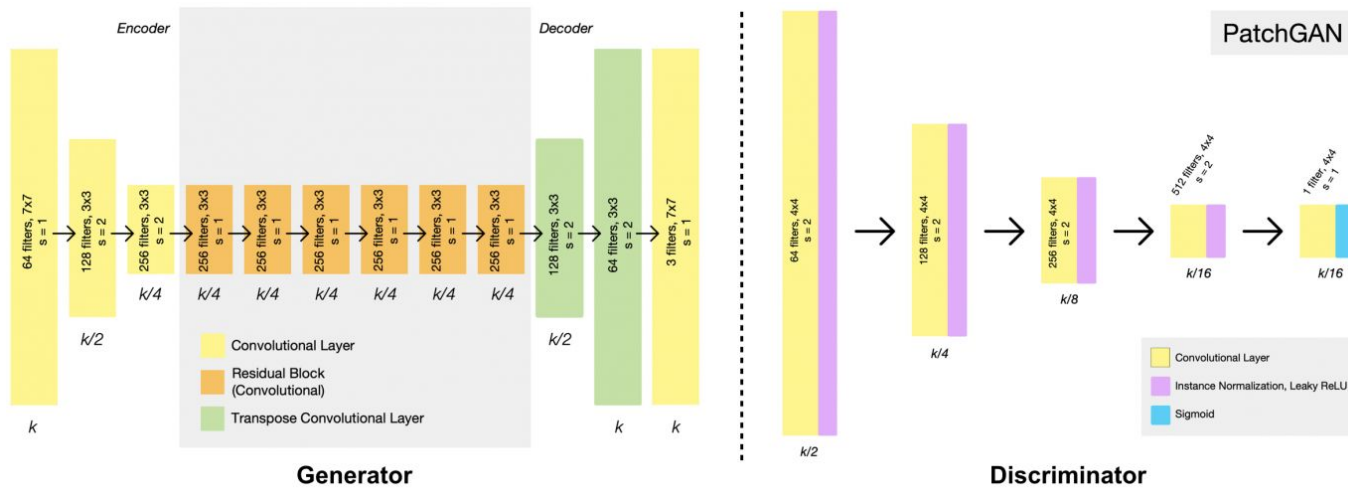 Encoder
Decoder
64 filters, 7x7
s = 1
128 filters, 3x3
s = 2
256 filters, 3x3
s = 2
256 filters, 3x3
s = 1
256 filters, 3x3
s = 1
256 filters, 3x3
s = 1
256 filters, 3x3
s = 1
256 filters, 3x3
s = 1
256 filters, 3x3
s = 1
128 filters, 3x3
s = 2
64 filters, 3x3
s = 2
3 filters, 7x7
s = 1
k
k/2
k/4
k/4
k/4
k/4
k/4
k/4
k/4
k/2
k
k
Convolutional Layer
Residual Block
(Convolutional)
Transpose Convolutional Layer
Generator
PatchGAN
64 filters, 4x4
s = 2
128 filters, 4x4
s = 2
256 filters, 4x4
s = 2
512 filters, 4x4
s = 2
1 filter, 4x4
s = 1
k/2
k/4
k/8
k/16
k/16
Convolutional Layer
Instance Normalization, Leaky ReLU
Sigmoid
Discriminator